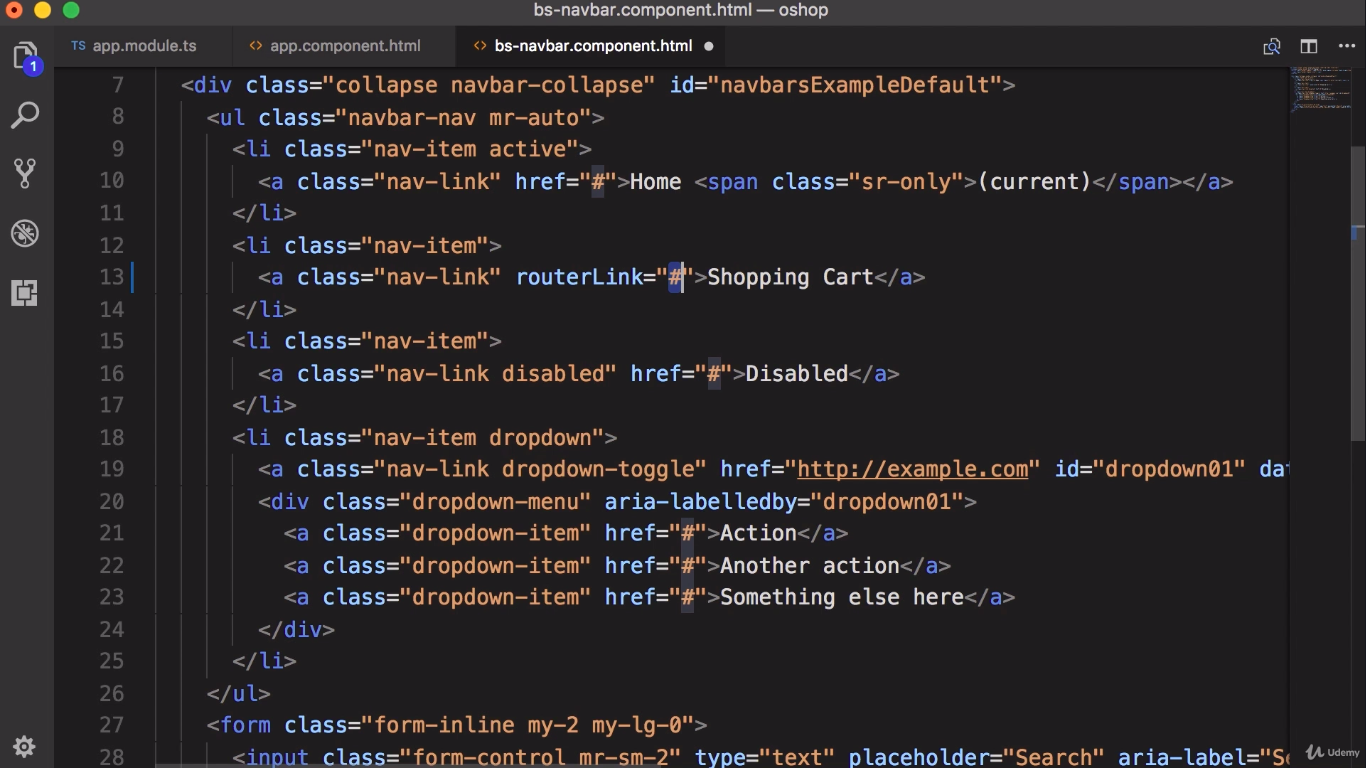 bs-navbar.component.html — oshop
TS app.module.ts <> app.component.html <> bs-navbar.component.html
1
7 <div class="collapse navbar-collapse" id="navbarsExampleDefault">
8 <ul class="navbar-nav mr-auto">
9 <li class="nav-item active">
10 <a class="nav-link" href="#">Home <span class="sr-only">(current)</span></a>
11 </li>
12 <li class="nav-item">
13 <a class="nav-link" routerLink="#">Shopping Cart</a>
14 </li>
15 <li class="nav-item">
16 <a class="nav-link disabled" href="#">Disabled</a>
17 </li>
18 <li class="nav-item dropdown">
19 <a class="nav-link dropdown-toggle" href="http://example.com" id="dropdown01" dat
20 <div class="dropdown-menu" aria-labelledby="dropdown01">
21 <a class="dropdown-item" href="#">Action</a>
22 <a class="dropdown-item" href="#">Another action</a>
23 <a class="dropdown-item" href="#">Something else here</a>
24 </div>
25 </li>
26 </ul>
27 <form class="form-inline my-2 my-lg-0">
28 <input class="form-control mr-sm-2" type="text" placeholder="Search" aria-label="Se
Udemy